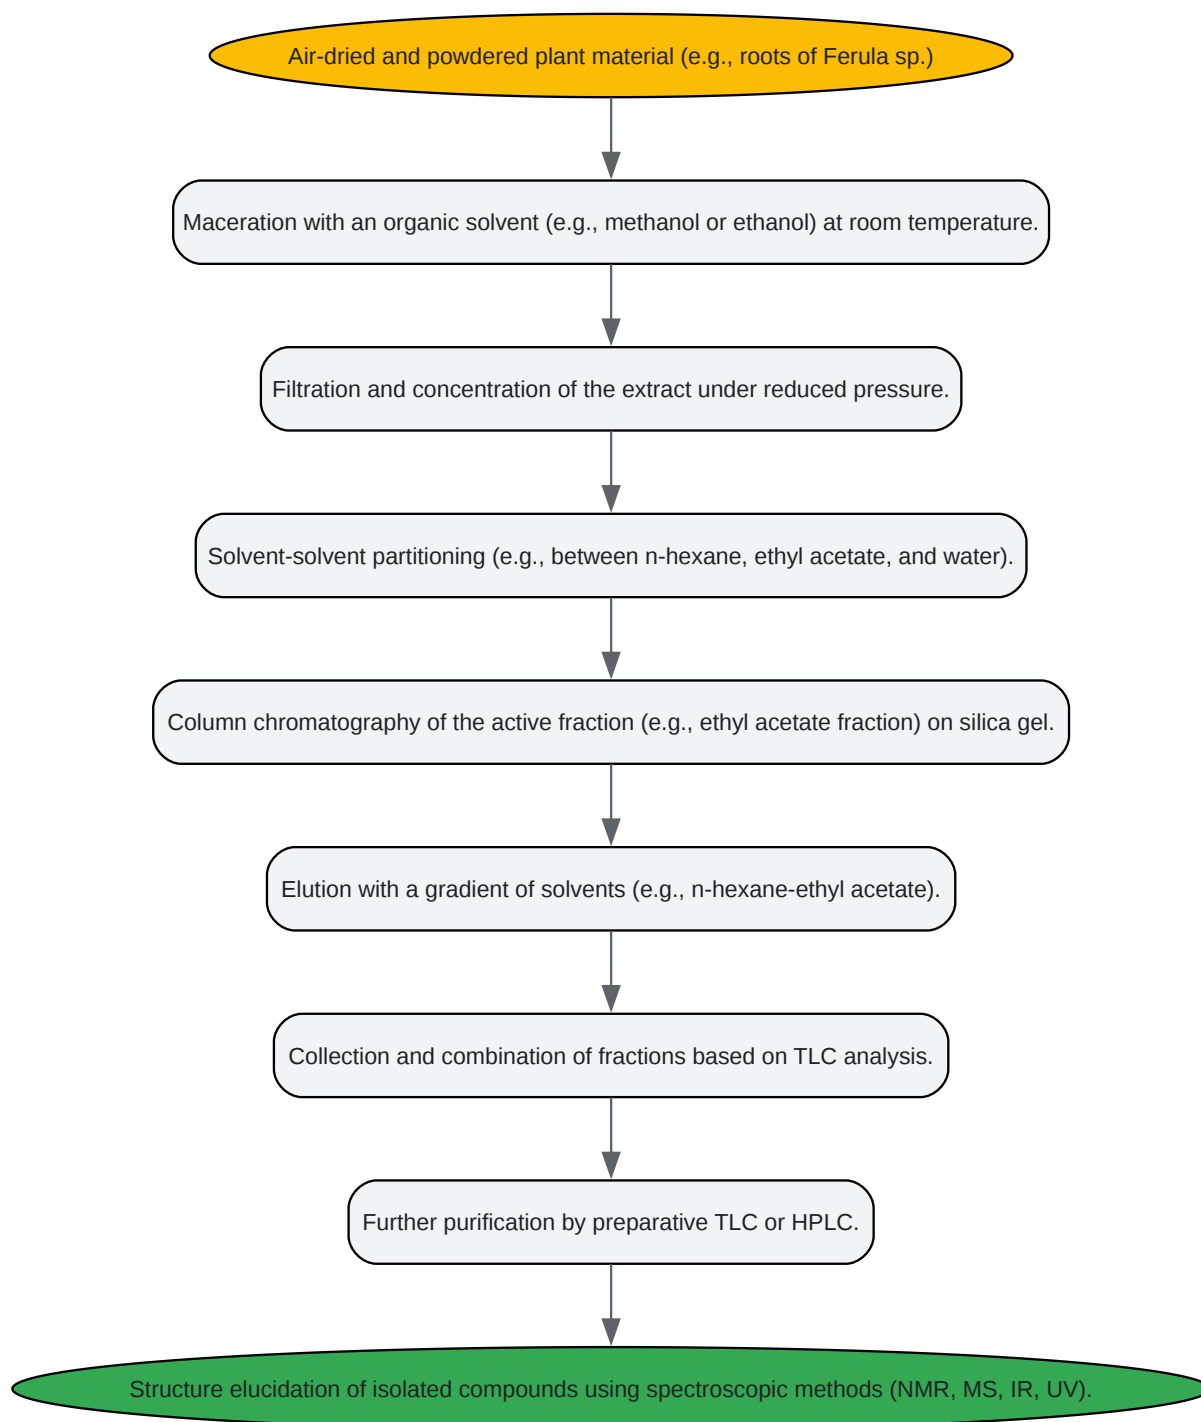 Air-dried and powdered plant material (e.g., roots of Ferula sp.)
Maceration with an organic solvent (e.g., methanol or ethanol) at room temperature.
Filtration and concentration of the extract under reduced pressure.
Solvent-solvent partitioning (e.g., between n-hexane, ethyl acetate, and water).
Column chromatography of the active fraction (e.g., ethyl acetate fraction) on silica gel.
Elution with a gradient of solvents (e.g., n-hexane-ethyl acetate).
Collection and combination of fractions based on TLC analysis.
Further purification by preparative TLC or HPLC.
Structure elucidation of isolated compounds using spectroscopic methods (NMR, MS, IR, UV).